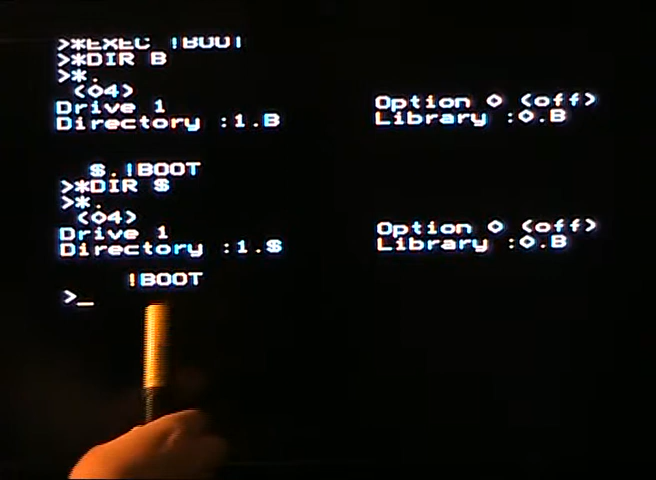 >*EXEC !BOOT
>*DIR B
>*.
<04>
Drive 1 Option 0 <off>
Directory :1.B Library :0.B
$.!BOOT
>*DIR $
>*.
<04>
Drive 1 Option 0 <off>
Directory :1.$ Library :0.B
!BOOT
>_